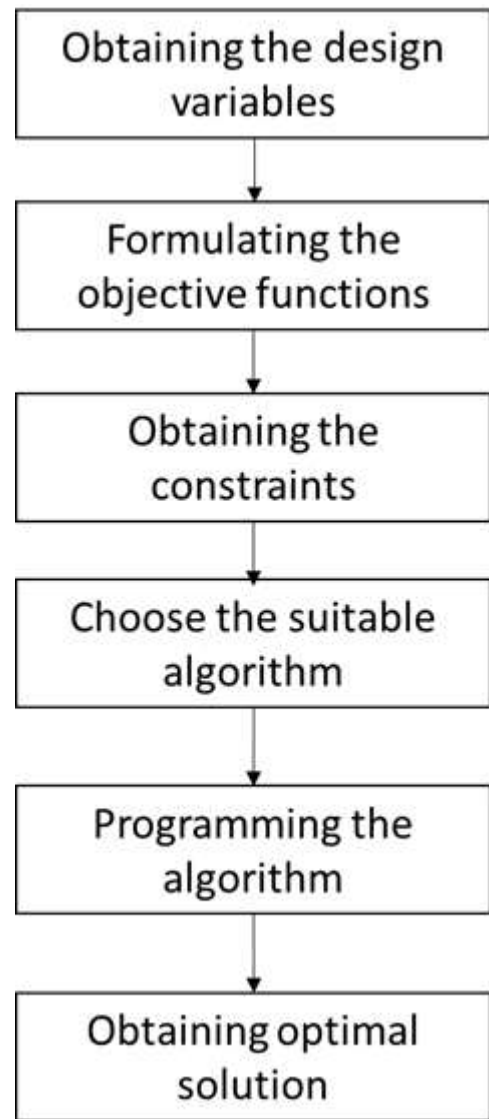 Obtaining the design
variables
Formulating the
objective functions
Obtaining the
constraints
Choose the suitable
algorithm
Programming the
algorithm
Obtaining optimal
solution